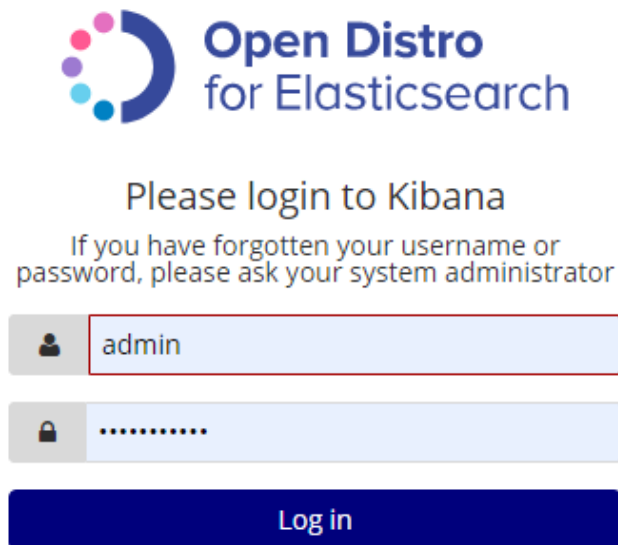 Open Distro
for Elasticsearch
Please login to Kibana
If you have forgotten your username or
password, please ask your system administrator
admin
•••••••••••
Log in